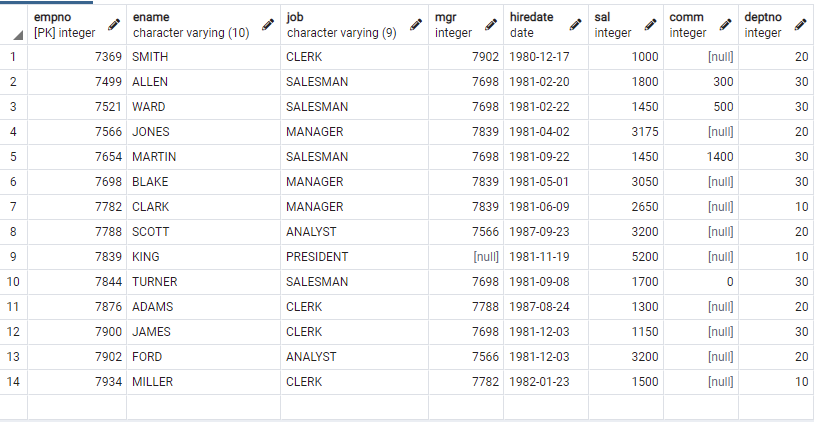 empno ename job mgr hiredate sal comm deptno
[PK] integer character varying (10) character varying (9) integer date integer integer integer
1 7369 SMITH CLERK 7902 1980-12-17 1000 [null] 20
2 7499 ALLEN SALESMAN 7698 1981-02-20 1800 300 30
3 7521 WARD SALESMAN 7698 1981-02-22 1450 500 30
4 7566 JONES MANAGER 7839 1981-04-02 3175 [null] 20
5 7654 MARTIN SALESMAN 7698 1981-09-22 1450 1400 30
6 7698 BLAKE MANAGER 7839 1981-05-01 3050 [null] 30
7 7782 CLARK MANAGER 7839 1981-06-09 2650 [null] 10
8 7788 SCOTT ANALYST 7566 1987-09-23 3200 [null] 20
9 7839 KING PRESIDENT [null] 1981-11-19 5200 [null] 10
10 7844 TURNER SALESMAN 7698 1981-09-08 1700 0 30
11 7876 ADAMS CLERK 7788 1987-08-24 1300 [null] 20
12 7900 JAMES CLERK 7698 1981-12-03 1150 [null] 30
13 7902 FORD ANALYST 7566 1981-12-03 3200 [null] 20
14 7934 MILLER CLERK 7782 1982-01-23 1500 [null] 10